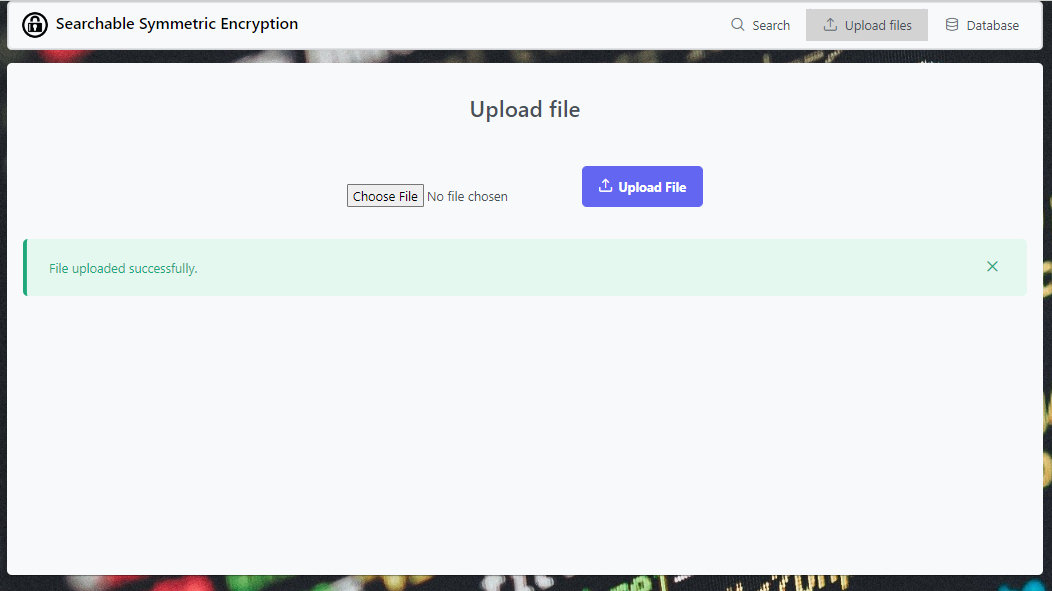 Searchable Symmetric Encryption
Search
Upload files
Database
Upload file
Choose File No file chosen
Upload File
File uploaded successfully.